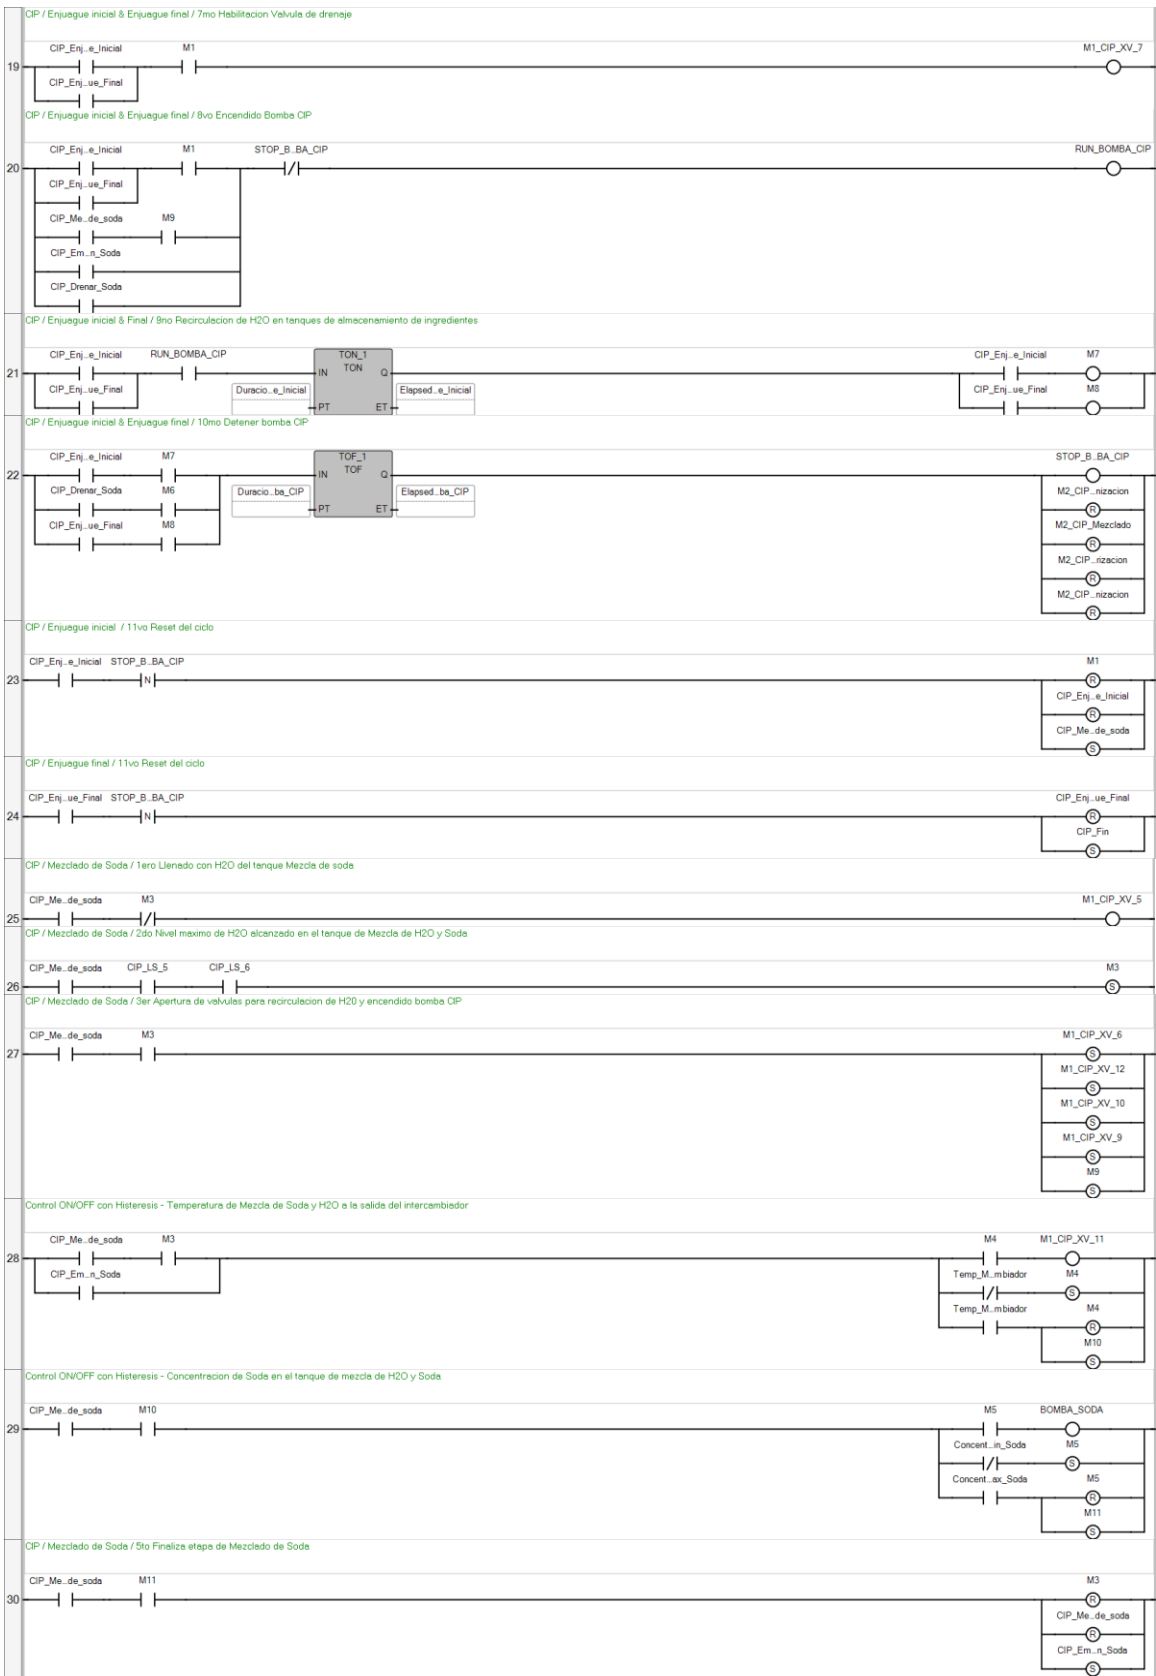 CIP / Enjuague inicial & Enjuague final / 7mo Habilitacion Valvula de drenaje
CIP_Enj...e_Inicial M1 M1_CIP_XV_7
19
CIP_Enj...ue_Final
CIP / Enjuague inicial & Enjuague final / 8vo Encendido Bomba CIP
CIP_Enj...e_Inicial M1 STOP_B...BA_CIP RUN_BOMBA_CIP
20
CIP_Enj...ue_Final
CIP_Me...de_soda M9
CIP_Em...n_Soda
CIP_Drenar_Soda
CIP / Enjuague inicial & Final / 9no Recirculacion de H2O en tanques de almacenamiento de ingredientes
CIP_Enj...e_Inicial RUN_BOMBA_CIP TON_1 CIP_Enj...e_Inicial M7
21 IN TON Q
CIP_Enj...ue_Final Duracio...e_Inicial Elapsed...e_Inicial CIP_Enj...ue_Final M8
PT ET
CIP / Enjuague inicial & Enjuague final / 10mo Detener bomba CIP
CIP_Enj...e_Inicial M7 TOF_1 STOP_B...BA_CIP
22 IN TOF Q
CIP_Drenar_Soda M6 Duracio...ba_CIP Elapsed...ba_CIP M2_CIP...nizacion
PT ET R
CIP_Enj...ue_Final M8 M2_CIP_Mezclado
R
M2_CIP...rizacion
R
M2_CIP...nizacion
R
CIP / Enjuague inicial / 11vo Reset del ciclo
CIP_Enj...e_Inicial STOP_B...BA_CIP M1
23 N R
CIP_Enj...e_Inicial
R
CIP_Me...de_soda
S
CIP / Enjuague final / 11vo Reset del ciclo
CIP_Enj...ue_Final STOP_B...BA_CIP CIP_Enj...ue_Final
24 N R
CIP_Fin
S
CIP / Mezclado de Soda / 1ero Llenado con H2O del tanque Mezcla de soda
CIP_Me...de_soda M3 M1_CIP_XV_5
25
CIP / Mezclado de Soda / 2do Nivel maximo de H2O alcanzado en el tanque de Mezcla de H2O y Soda
CIP_Me...de_soda CIP_LS_5 CIP_LS_6 M3
26 S
CIP / Mezclado de Soda / 3er Apertura de valvulas para recirculacion de H20 y encendido bomba CIP
CIP_Me...de_soda M3 M1_CIP_XV_6
27 S
M1_CIP_XV_12
S
M1_CIP_XV_10
S
M1_CIP_XV_9
S
M9
S
Control ON/OFF con Histeresis - Temperatura de Mezcla de Soda y H2O a la salida del intercambiador
CIP_Me...de_soda M3 M4 M1_CIP_XV_11
28
CIP_Em...n_Soda Temp_M...mbiador M4
S
Temp_M...mbiador M4
R
M10
S
Control ON/OFF con Histeresis - Concentracion de Soda en el tanque de mezcla de H2O y Soda
CIP_Me...de_soda M10 M5 BOMBA_SODA
29
Concent...in_Soda M5
S
Concent...ax_Soda M5
R
M11
S
CIP / Mezclado de Soda / 5to Finaliza etapa de Mezclado de Soda
CIP_Me...de_soda M11 M3
30 R
CIP_Me...de_soda
R
CIP_Em...n_Soda
S